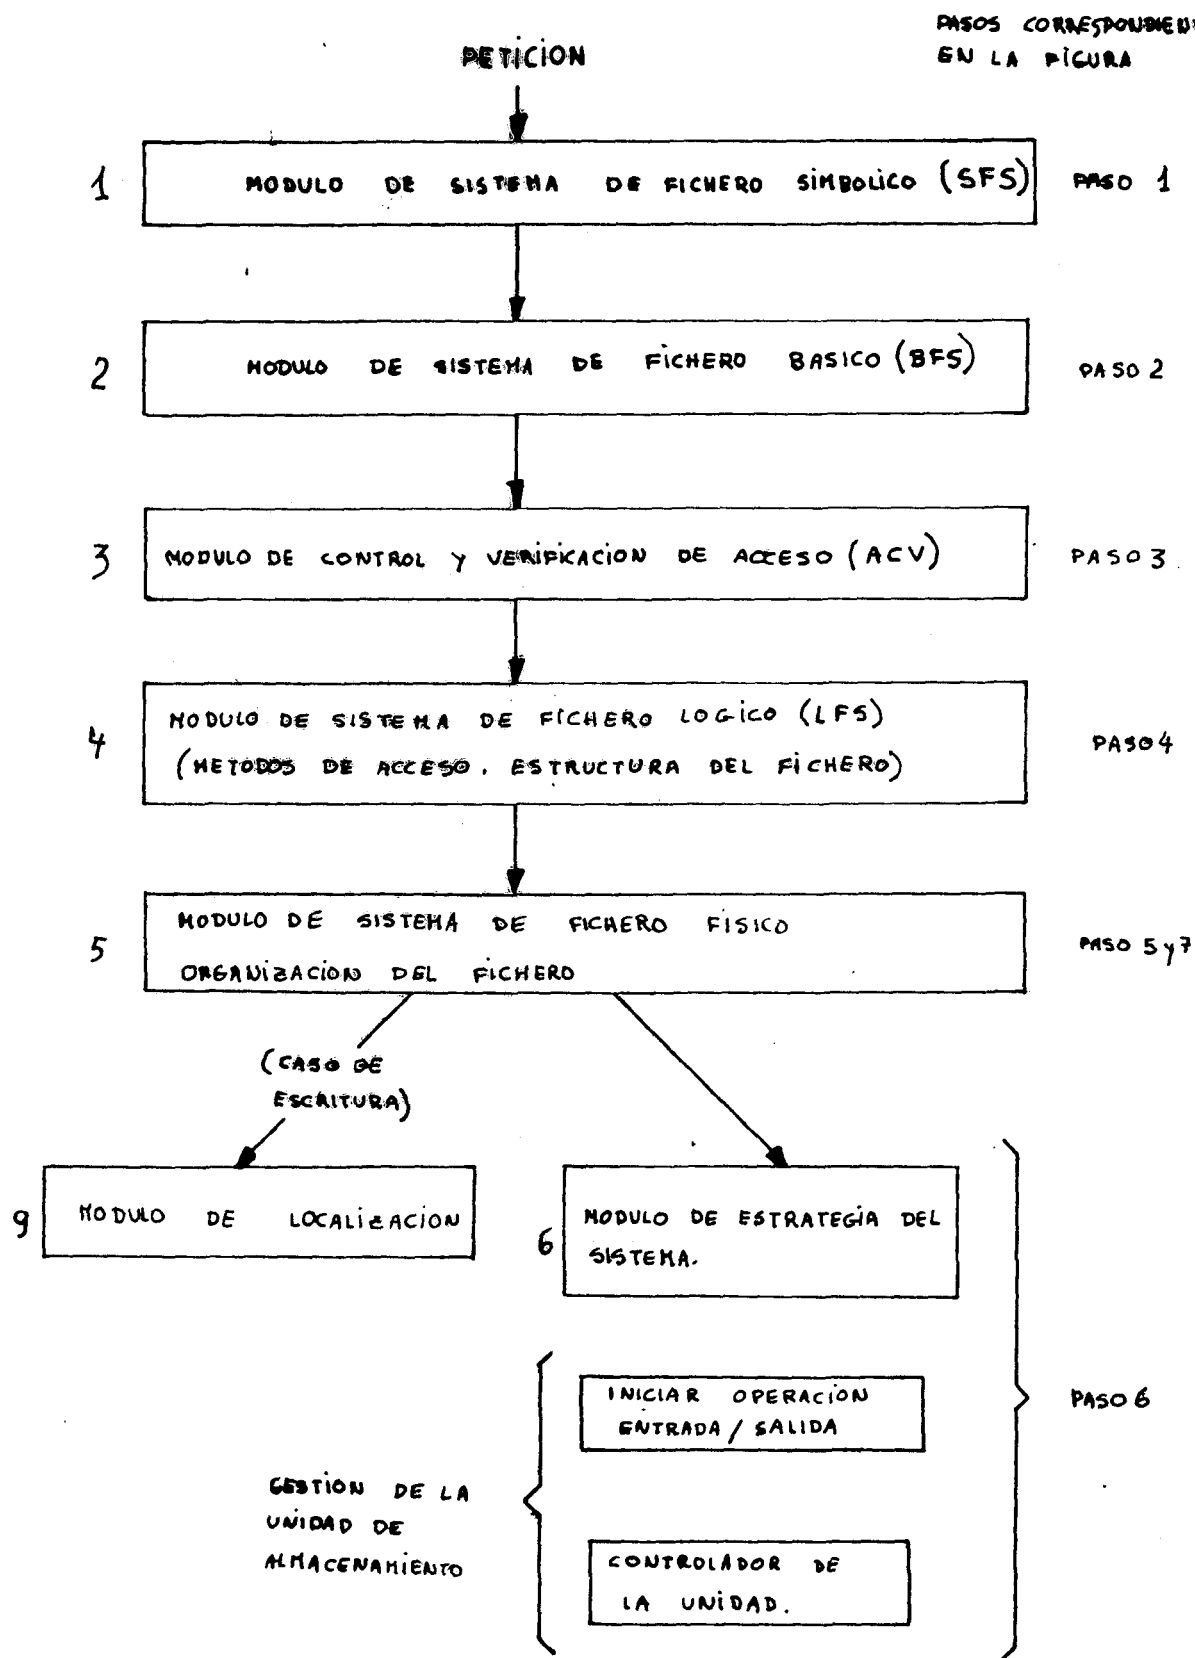 PASOS
EN LA FIGURA
PETICION
1 MODULO DE SISTEMA DE FICHERO SIMBOLICO (SFS) PASO 1
2 MODULO DE SISTEMA DE FICHERO BASICO (BFS) PASO 2
3 MODULO DE CONTROL Y VERIFICACION DE ACCESO (ACV) PASO 3
4 MODULO DE SISTEMA DE FICHERO LOGICO (LFS)
(METODOS DE ACCESO. ESTRUCTURA DEL FICHERO) PASO 4
5 MODULO DE SISTEMA DE FICHERO FISICO
ORGANIZACION DEL FICHERO PASO 5 y 7
(CASO DE
ESCRITURA)
9 MODULO DE LOCALIZACION
6 MODULO DE ESTRATEGIA DEL
SISTEMA.
INICIAR OPERACION
ENTRADA / SALIDA
PASO 6
GESTION DE LA
UNIDAD DE
ALMACENAMIENTO
CONTROLADOR DE
LA UNIDAD.